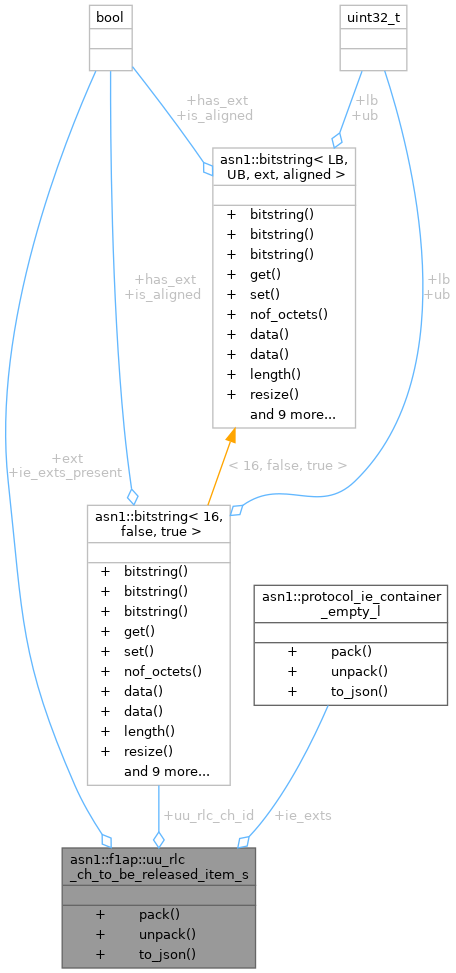 bool
uint32_t
+has_ext
+is_aligned
+lb
+ub
asn1::bitstring< LB,
UB, ext, aligned >
+ bitstring()
+ bitstring()
+ bitstring()
+ get()
+ set()
+ nof_octets()
+ data()
+ data()
+ length()
+ resize()
and 9 more...
+has_ext
+is_aligned
+lb
+ub
+ext
+ie_exts_present
< 16, false, true >
asn1::bitstring< 16,
false, true >
+ bitstring()
+ bitstring()
+ bitstring()
+ get()
+ set()
+ nof_octets()
+ data()
+ data()
+ length()
+ resize()
and 9 more...
asn1::protocol_ie_container
_empty_l
+ pack()
+ unpack()
+ to_json()
+uu_rlc_ch_id
+ie_exts
asn1::f1ap::uu_rlc
_ch_to_be_released_item_s
+ pack()
+ unpack()
+ to_json()